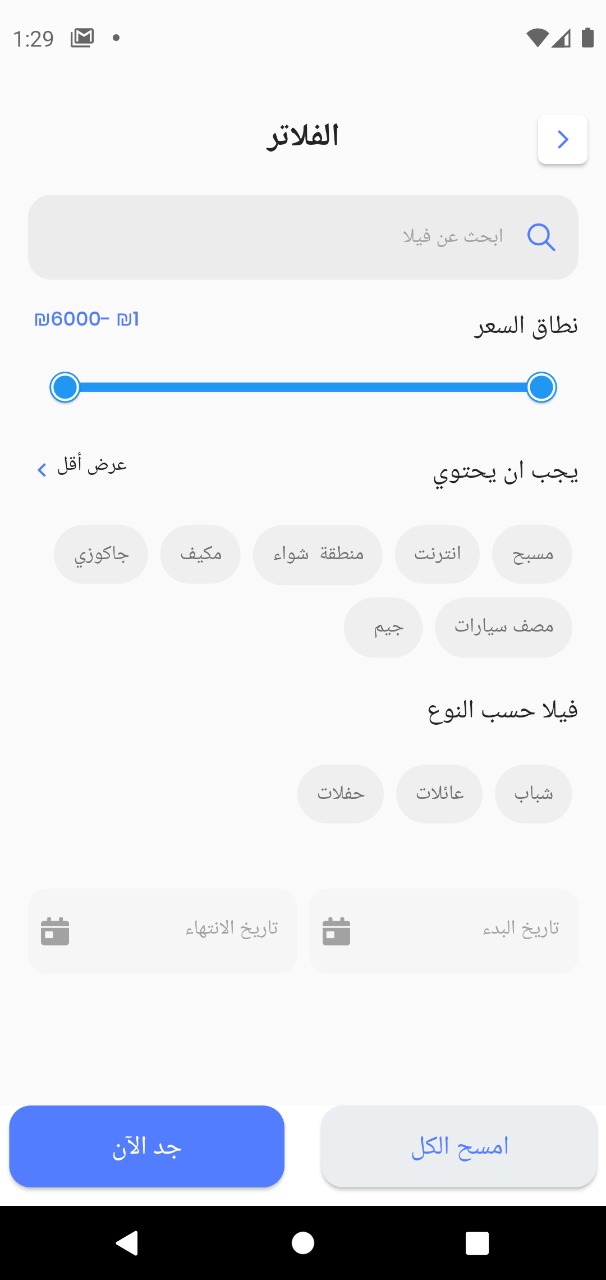 1:29
الفلاتر
ابحث عن فيلا
نطاق السعر
₪1 –₪6000
يجب ان يحتوي
عرض أقل
مسبح
انترنت
منطقة شواء
مكيف
جاكوزي
مصف سيارات
جيم
فيلا حسب النوع
شباب
عائلات
حفلات
تاريخ البدء
تاريخ الانتهاء
امسح الكل
جد الآن